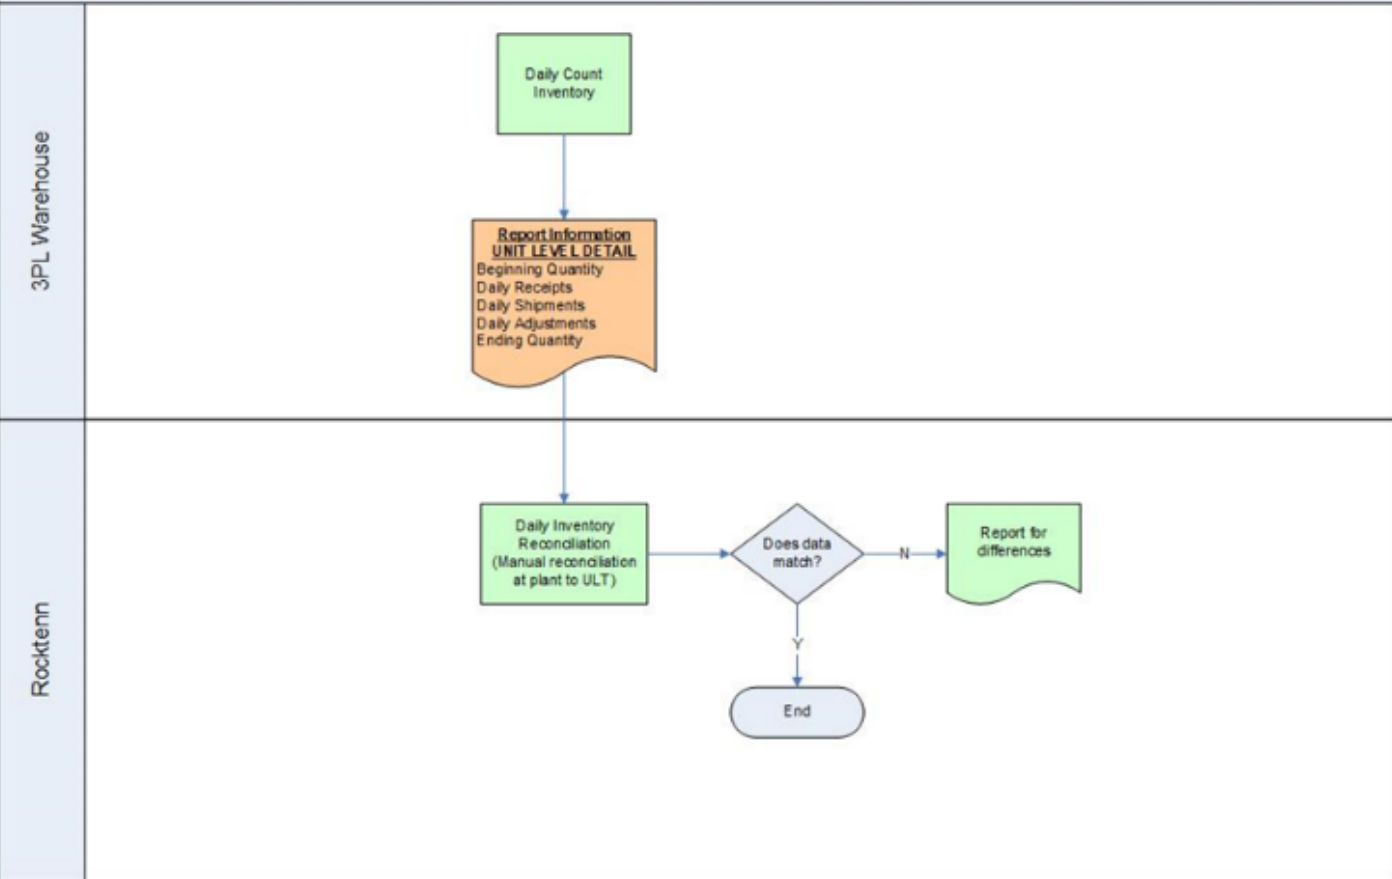 3PL Warehouse
Daily Count
Inventory
Report Information
UNIT LEVEL DETAIL
Beginning Quantity
Daily Receipts
Daily Shipments
Daily Adjustments
Ending Quantity
Rocktenn
Daily Inventory
Reconciliation
(Manual reconciliation
at plant to ULT)
Does data
match?
N
Report for
differences
Y
End